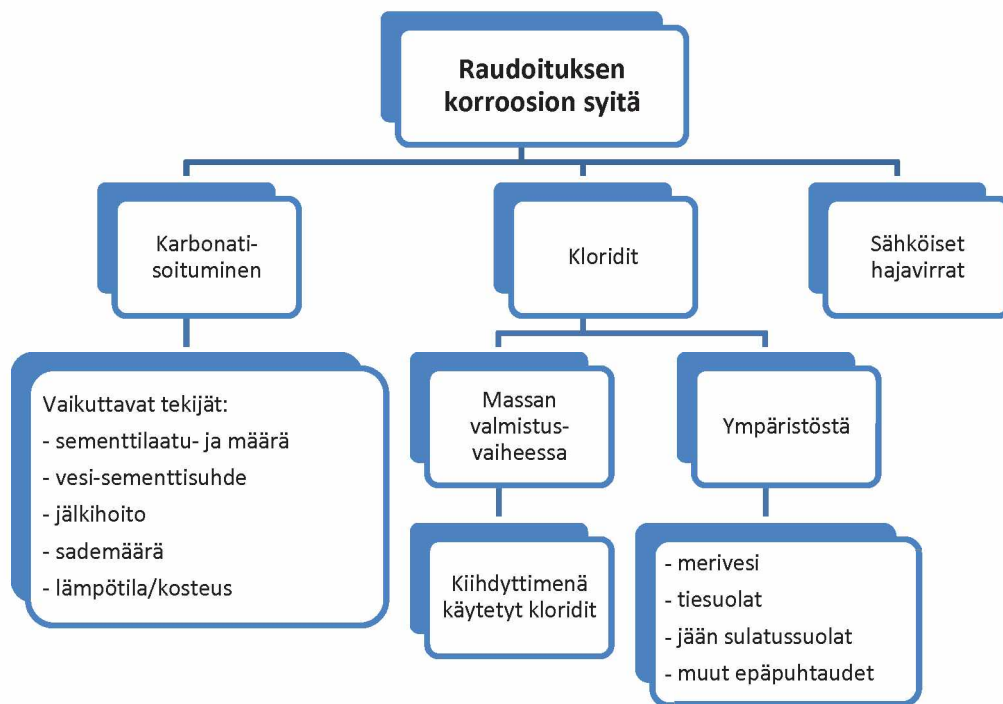 Raudoituksen
korroosion syitä
Karbonati-
soituminen
Kloridit
Sähköiset
hajavirrat
Vaikuttavat tekijät:
- sementtilaatu- ja määrä
- vesi-sementtisuhde
- jälkihoito
- sademäärä
- lämpötila/kosteus
Massan
valmistus-
vaiheessa
Ympäristöstä
Kiihdyttimenä
käytetyt kloridit
- merivesi
- tiesuolat
- jään sulatussuolat
- muut epäpuhtaudet